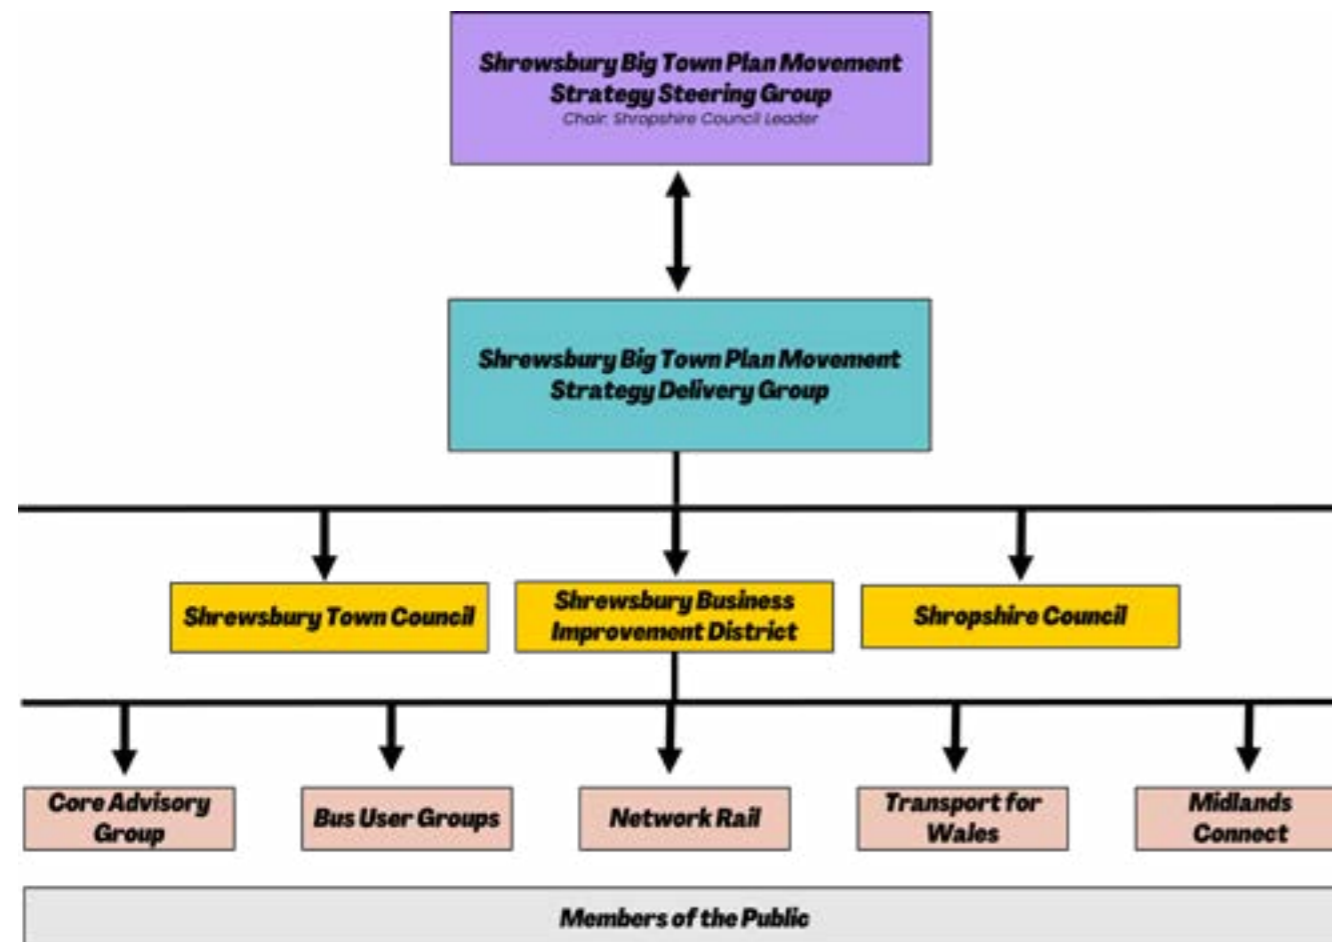 Shrewsbury Big Town Plan Movement
Strategy Steering Group
Chair: Shropshire Council Leader
Shrewsbury Big Town Plan Movement
Strategy Delivery Group
Shrewsbury Town Council
Shrewsbury Business
Improvement District
Shropshire Council
Core Advisory
Group
Bus User Groups
Network Rail
Transport for
Wales
Midlands
Connect
Members of the Public